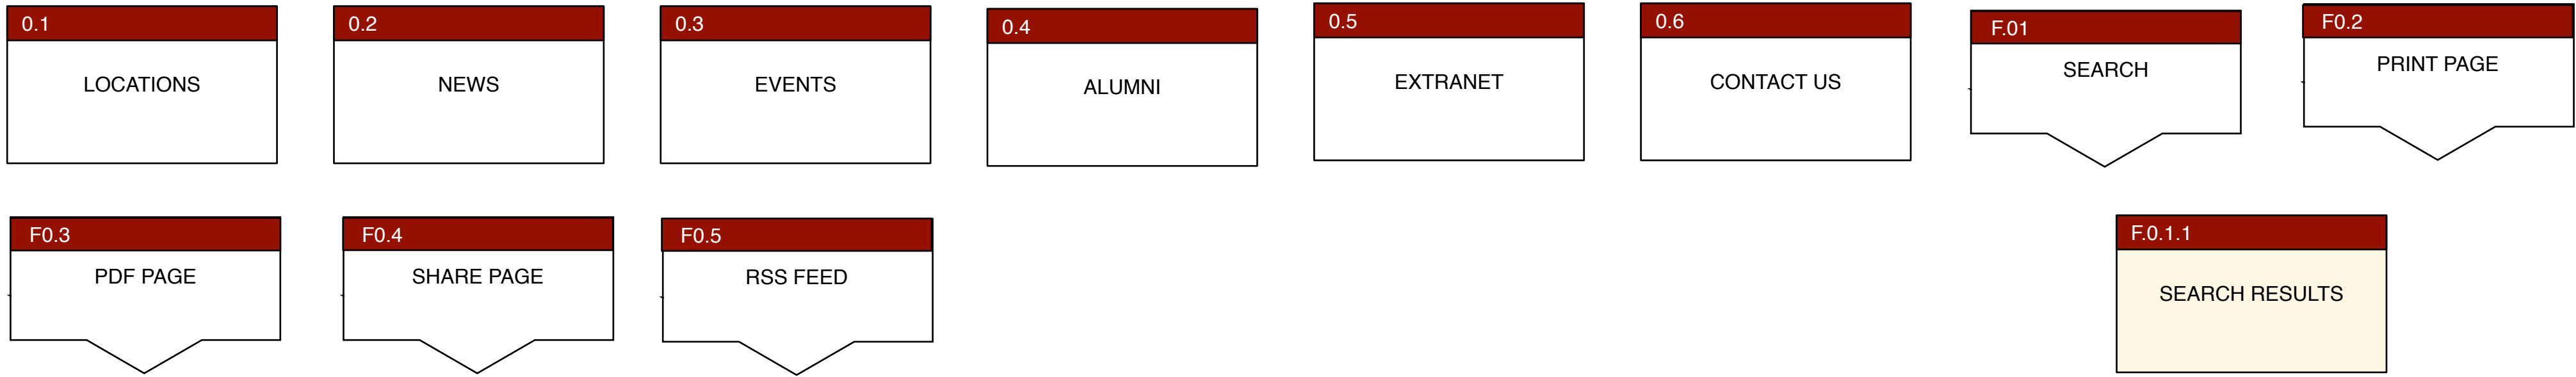 0.1
LOCATIONS
0.2
NEWS
0.3
EVENTS
0.4
ALUMNI
0.5
EXTRANET
0.6
CONTACT US
F.01
SEARCH
F0.2
PRINT PAGE
F0.3
PDF PAGE
F0.4
SHARE PAGE
F0.5
RSS FEED
F.0.1.1
SEARCH RESULTS